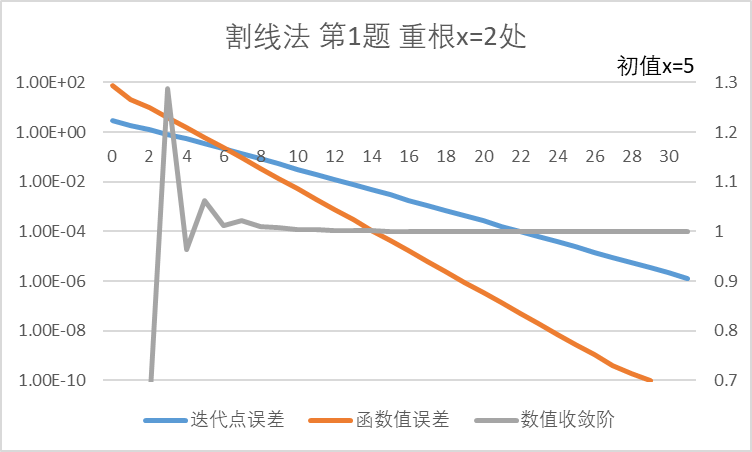 割线法 第1题 重根x=2处
初值x=5
1.00E+02
1.00E+00
1.00E-02
1.00E-04
1.00E-06
1.00E-08
1.00E-10
0 2 4 6 8 10 12 14 16 18 20 22 24 26 28 30
1.3
1.2
1.1
1
0.9
0.8
0.7
迭代点误差 函数值误差 数值收敛阶